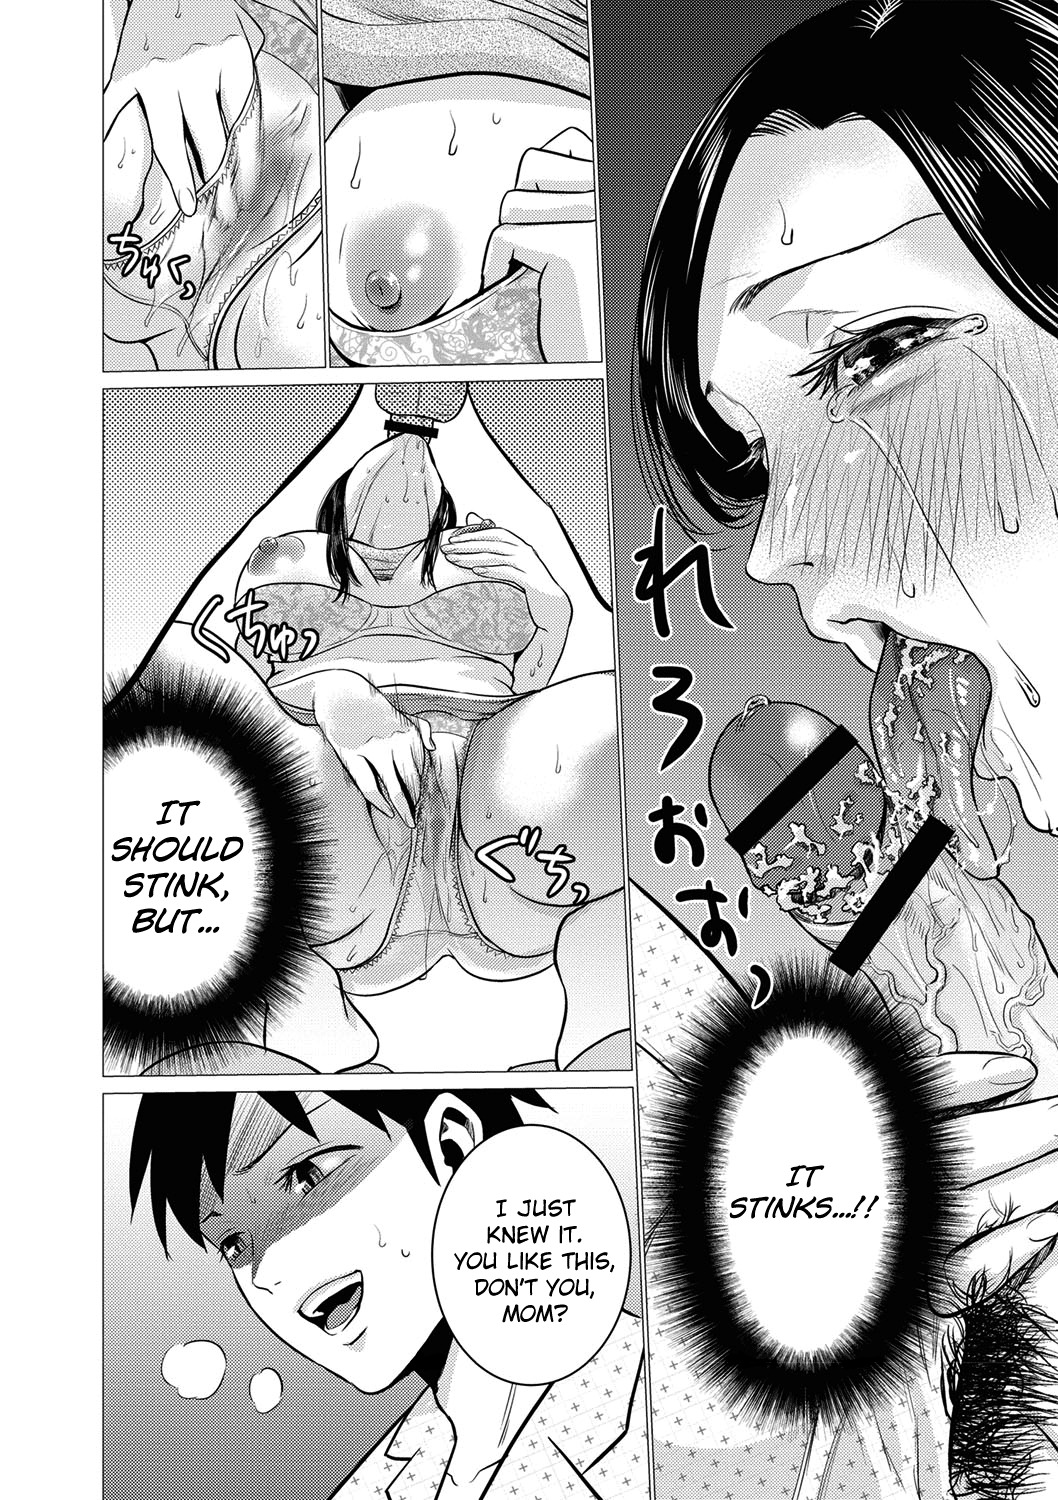 れろおおっ
IT
STINKS...!!
ちゅくっ
くちゅっ
ぐちっ
IT
SHOULD
STINK,
BUT...
I JUST
KNEW IT.
YOU LIKE THIS,
DON'T YOU,
MOM?